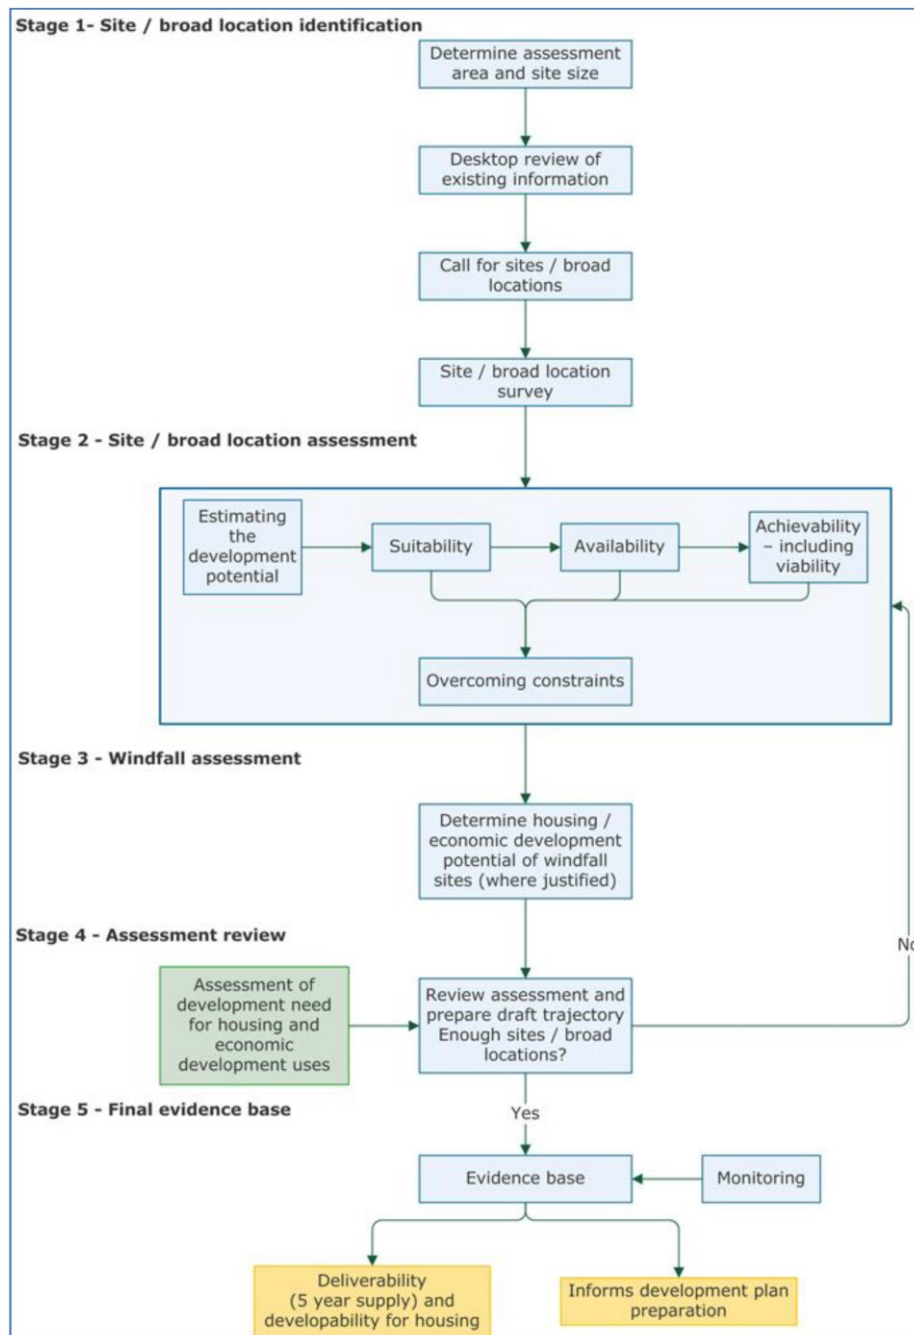 Stage 1- Site / broad location identification
Determine assessment
area and site size
Desktop review of
existing information
Call for sites / broad
locations
Site / broad location
survey
Stage 2 - Site / broad location assessment
Estimating
the
development
potential
Suitability
Availability
Achievability
– including
viability
Overcoming constraints
Stage 3 - Windfall assessment
Determine housing /
economic development
potential of windfall
sites (where justified)
Stage 4 - Assessment review
No
Assessment of
development need
for housing and
economic
development uses
Review assessment and
prepare draft trajectory
Enough sites / broad
locations?
Stage 5 - Final evidence base
Yes
Evidence base
Monitoring
Deliverability
(5 year supply) and
developability for housing
Informs development plan
preparation